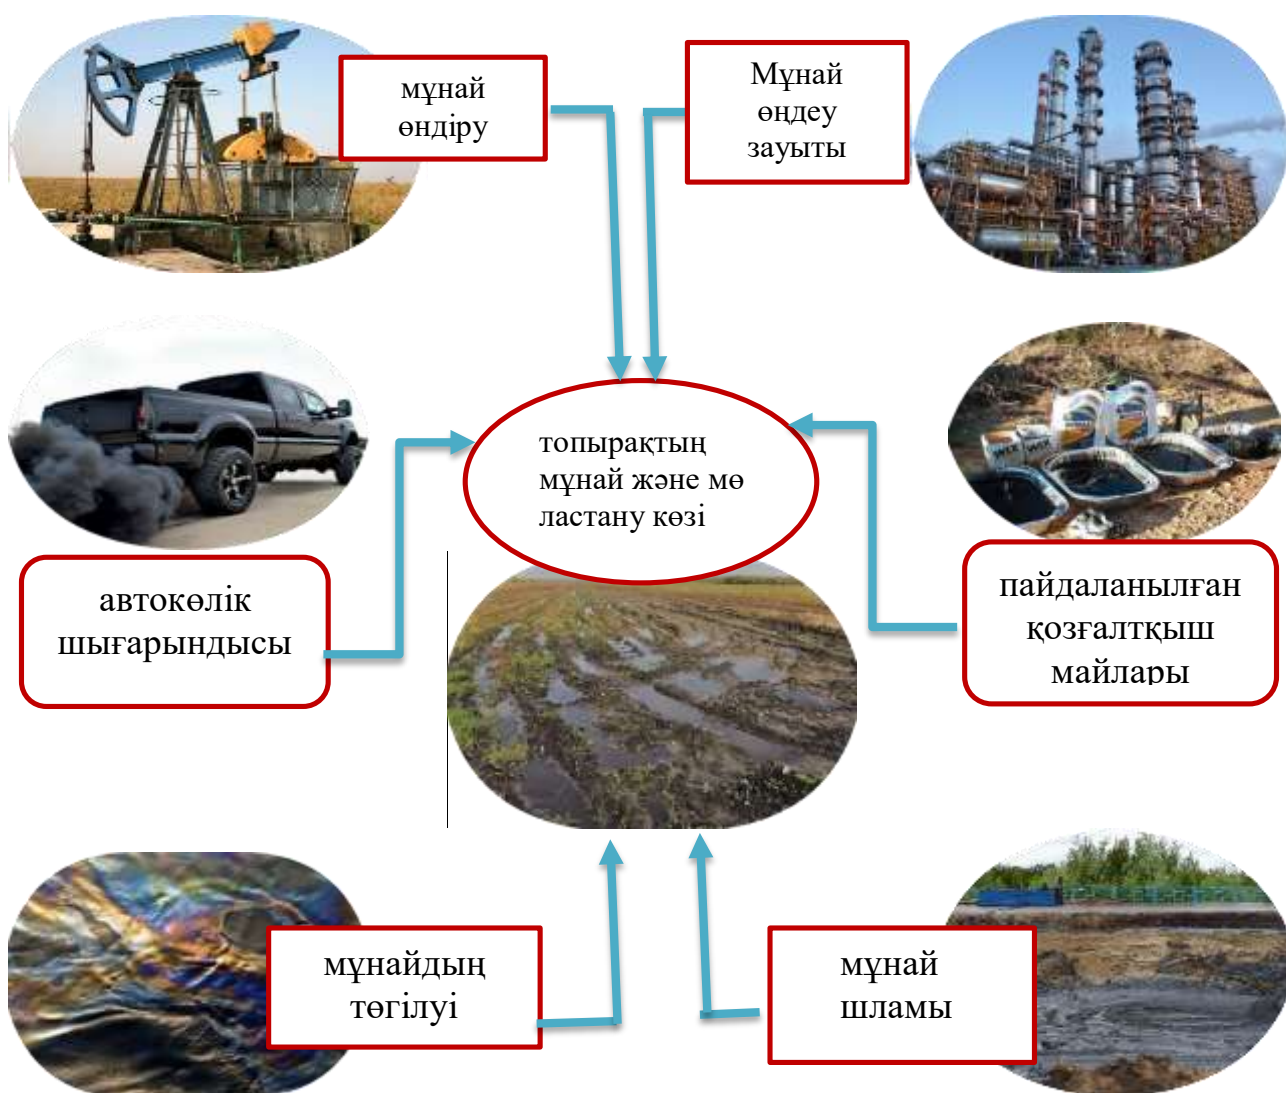 мұнай
өндіру
Мұнай
өңдеу
зауыты
топырақтың
мұнай және мө
ластану көзі
автокөлік
шығарындысы
пайдаланылған
қозғалтқыш
майлары
мұнайдың
төгілуі
мұнай
шламы